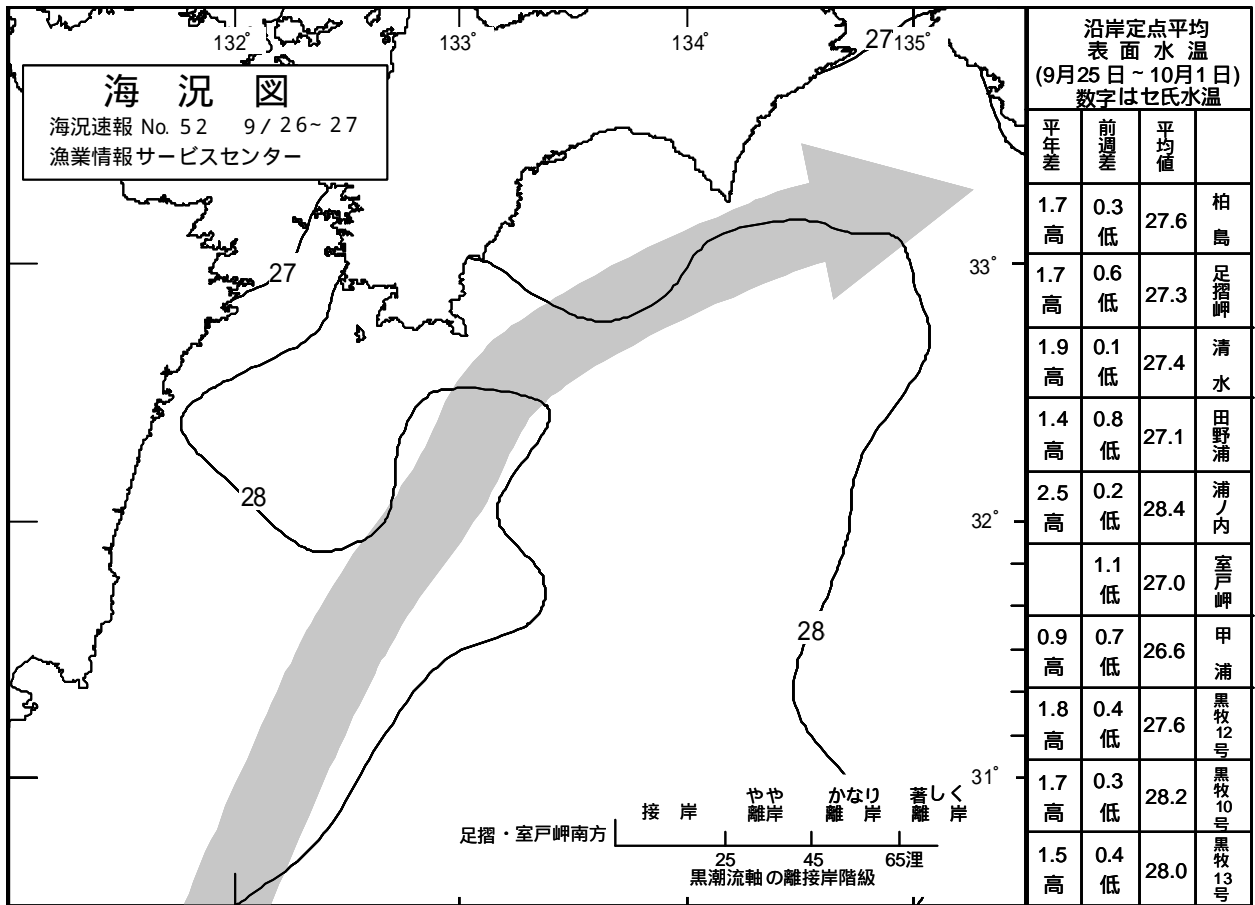 132°
133°
134°
135°
27
海況図
海況速報 No. 52 9/26~27
漁業情報サービスセンター
27
33°
28
32°
28
31°
接岸
やや離岸
かなり離岸
著しく離岸
足摺・室戸岬南方
25 45 65浬
黒潮流軸の離接岸階級
沿岸定点平均
表面水温
(9月25日~10月1日)
数字はセ氏水温
平年差 前週差 平均値
1.7高 0.3低 27.6 柏島
1.7高 0.6低 27.3 足摺岬
1.9高 0.1低 27.4 清水
1.4高 0.8低 27.1 田野浦
2.5高 0.2低 28.4 浦ノ内
1.1低 27.0 室戸岬
0.9高 0.7低 26.6 甲浦
1.8高 0.4低 27.6 黒牧12号
1.7高 0.3低 28.2 黒牧10号
1.5高 0.4低 28.0 黒牧13号